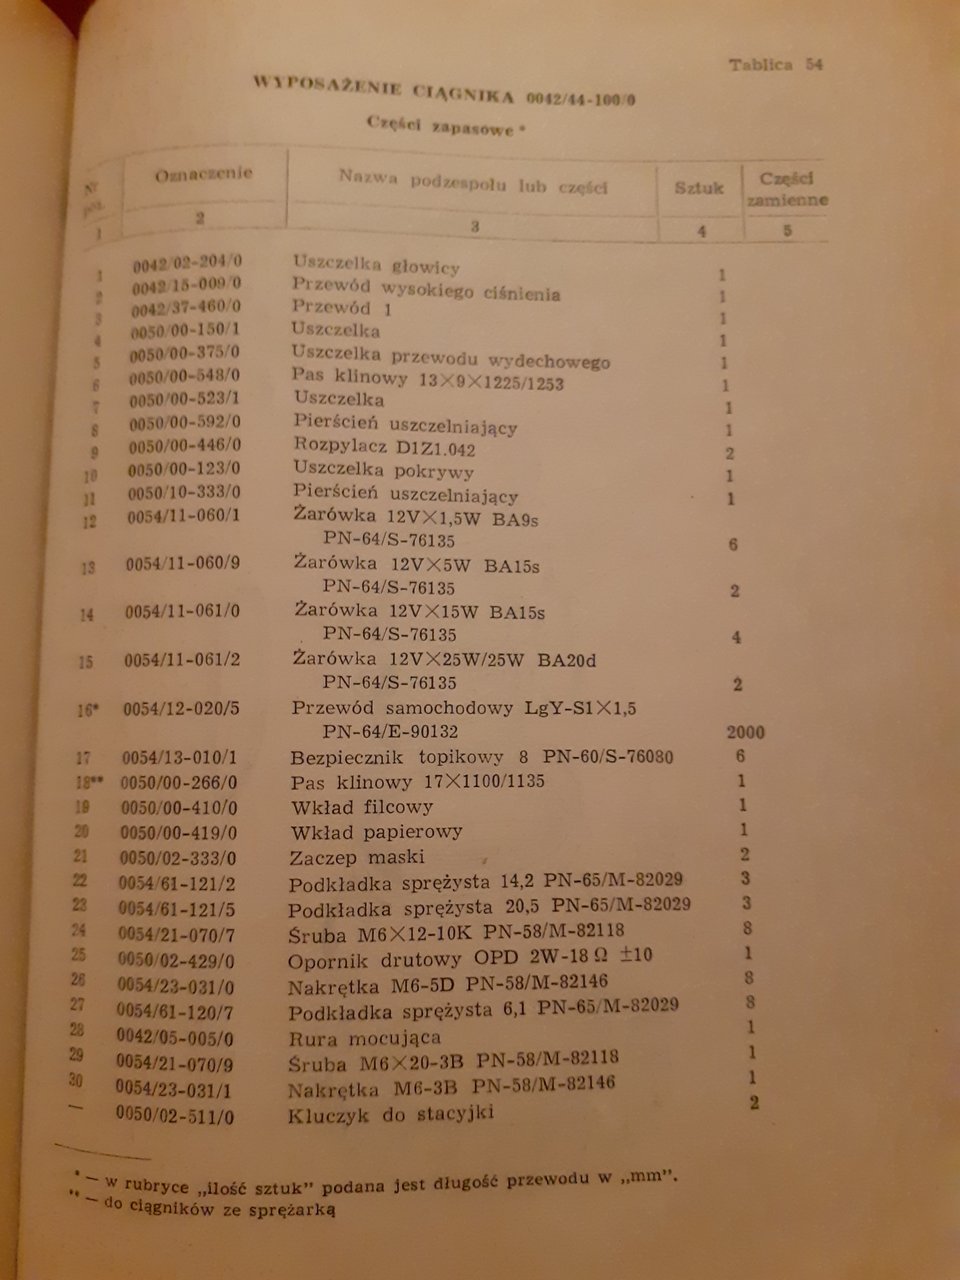 Tablica 54
WYPOSAŻENIE CIĄGNIKA 0042/44-100/0
Części zapasowe *
Nr poz. Oznaczenie Nazwa podzespołu lub części Sztuk Części zamienne
1 2 3 4 5
1 0042/02-204/0 Uszczelka głowicy 1
2 0042/15-009/0 Przewód wysokiego ciśnienia 1
3 0042/37-460/0 Przewód 1 1
4 0050/00-150/1 Uszczelka 1
5 0050/00-375/0 Uszczelka przewodu wydechowego 1
6 0050/00-548/0 Pas klinowy 13×9×1225/1253 1
7 0050/00-523/1 Uszczelka 1
8 0050/00-592/0 Pierścień uszczelniający 1
9 0050/00-446/0 Rozpylacz D1Z1.042 2
10 0050/00-123/0 Uszczelka pokrywy 1
11 0050/10-333/0 Pierścień uszczelniający 1
12 0054/11-060/1 Żarówka 12V×1,5W BA9s
PN-64/S-76135 6
13 0054/11-060/9 Żarówka 12V×5W BA15s
PN-64/S-76135 2
14 0054/11-061/0 Żarówka 12V×15W BA15s
PN-64/S-76135 4
15 0054/11-061/2 Żarówka 12V×25W/25W BA20d
PN-64/S-76135 2
16* 0054/12-020/5 Przewód samochodowy LgY-S1×1,5
PN-64/E-90132 2000
17 0054/13-010/1 Bezpiecznik topikowy 8 PN-60/S-76080 6
18** 0050/00-266/0 Pas klinowy 17×1100/1135 1
19 0050/00-410/0 Wkład filcowy 1
20 0050/00-419/0 Wkład papierowy 1
21 0050/02-333/0 Zaczep maski 2
22 0054/61-121/2 Podkładka sprężysta 14,2 PN-65/M-82029 3
23 0054/61-121/5 Podkładka sprężysta 20,5 PN-65/M-82029 3
24 0054/21-070/7 Śruba M6×12-10K PN-58/M-82118 8
25 0050/02-429/0 Opornik drutowy OPD 2W-18 Ω ±10 1
26 0054/23-031/0 Nakrętka M6-5D PN-58/M-82146 8
27 0054/61-120/7 Podkładka sprężysta 6,1 PN-65/M-82029 8
28 0042/05-005/0 Rura mocująca 1
29 0054/21-070/9 Śruba M6×20-3B PN-58/M-82118 1
30 0054/23-031/1 Nakrętka M6-3B PN-58/M-82146 1
— 0050/02-511/0 Kluczyk do stacyjki 2
* — w rubryce „ilość sztuk” podana jest długość przewodu w „mm”.
** — do ciągników ze sprężarką